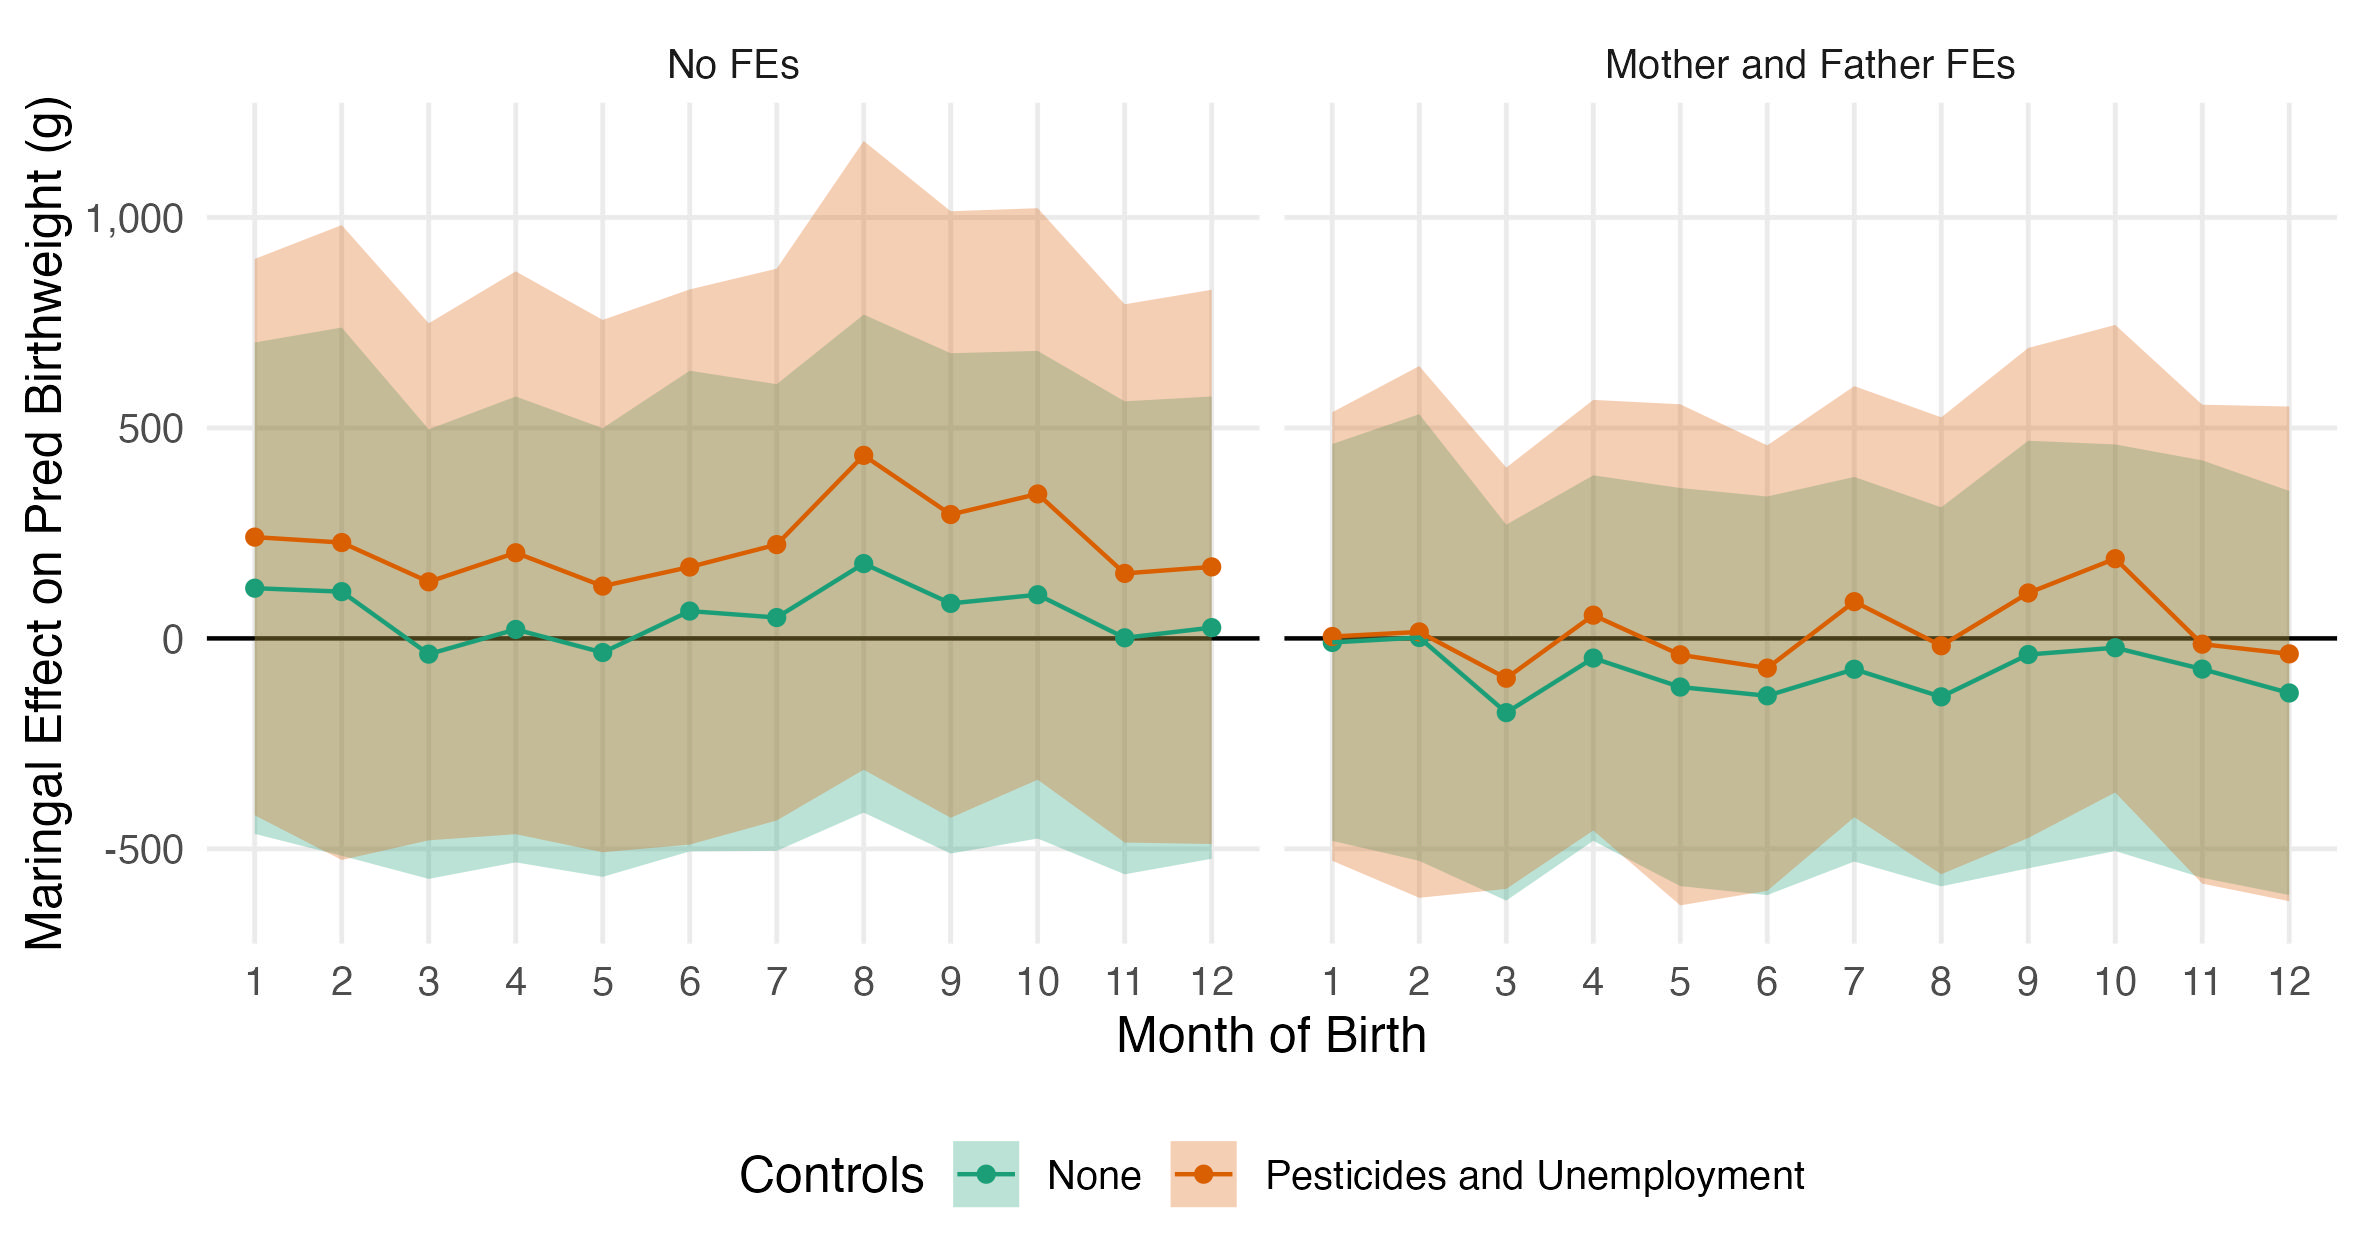 No FEs
Mother and Father FEs
Maringal Effect on Pred Birthweight (g)
1,000
500
0
-500
1 2 3 4 5 6 7 8 9 10 11 12
1 2 3 4 5 6 7 8 9 10 11 12
Month of Birth
Controls None Pesticides and Unemployment